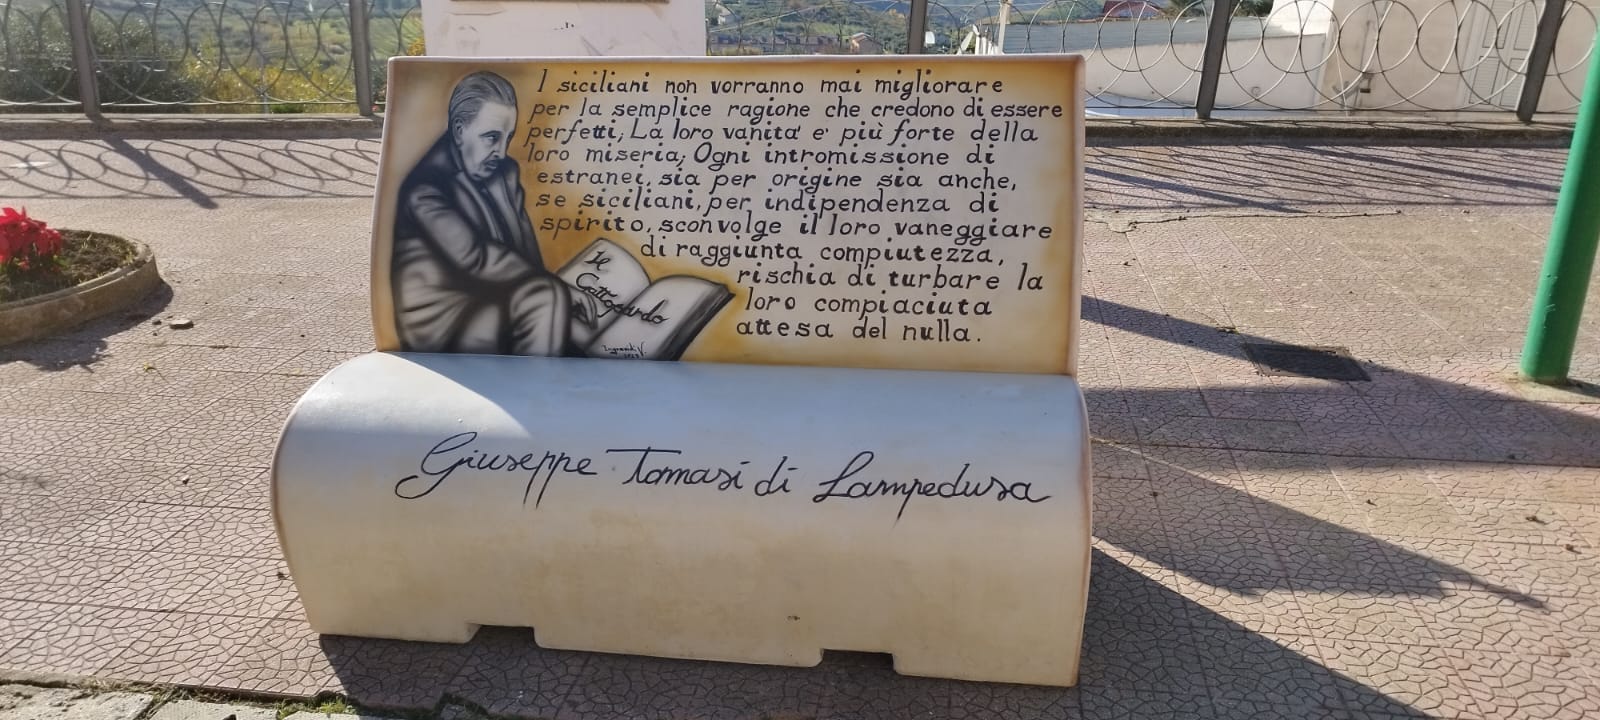 I siciliani non vorranno mai migliorare
per la semplice ragione che credono di essere
perfetti; La loro vanita' e' più forte della
loro miseria; Ogni intromissione di
estranei, sia per origine sia anche,
se siciliani, per indipendenza di
spirito, sconvolge il loro vaneggiare
di raggiunta compiutezza,
rischia di turbare la
loro compiaciuta
attesa del nulla.
Il
Gattopardo
Giuseppe Tomasi di Lampedusa